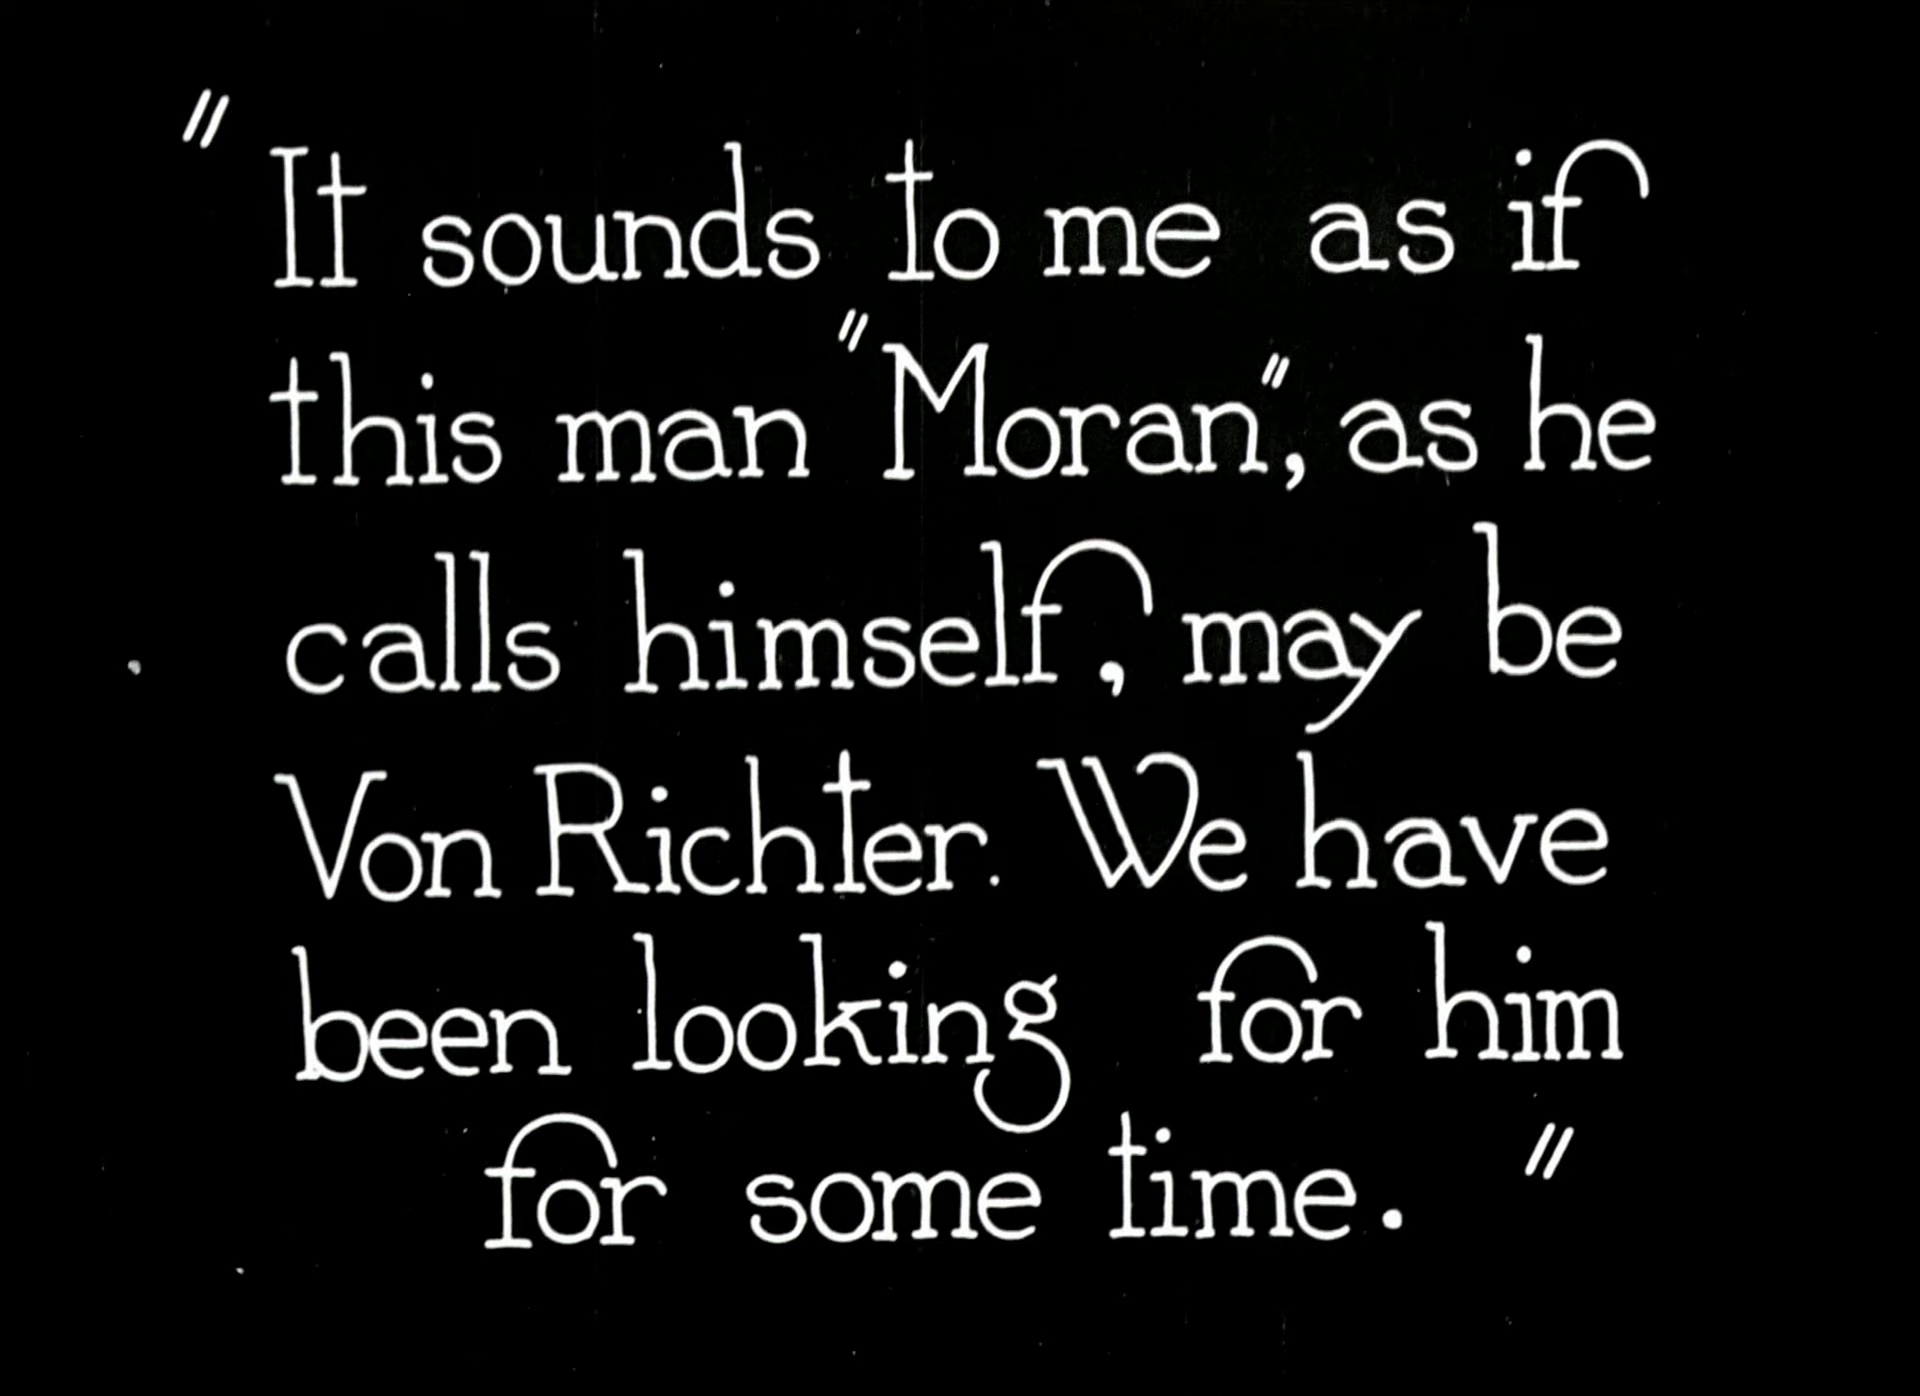 "It sounds to me as if
this man "Moran", as he
calls himself, may be
Von Richter. We have
been looking for him
for some time."